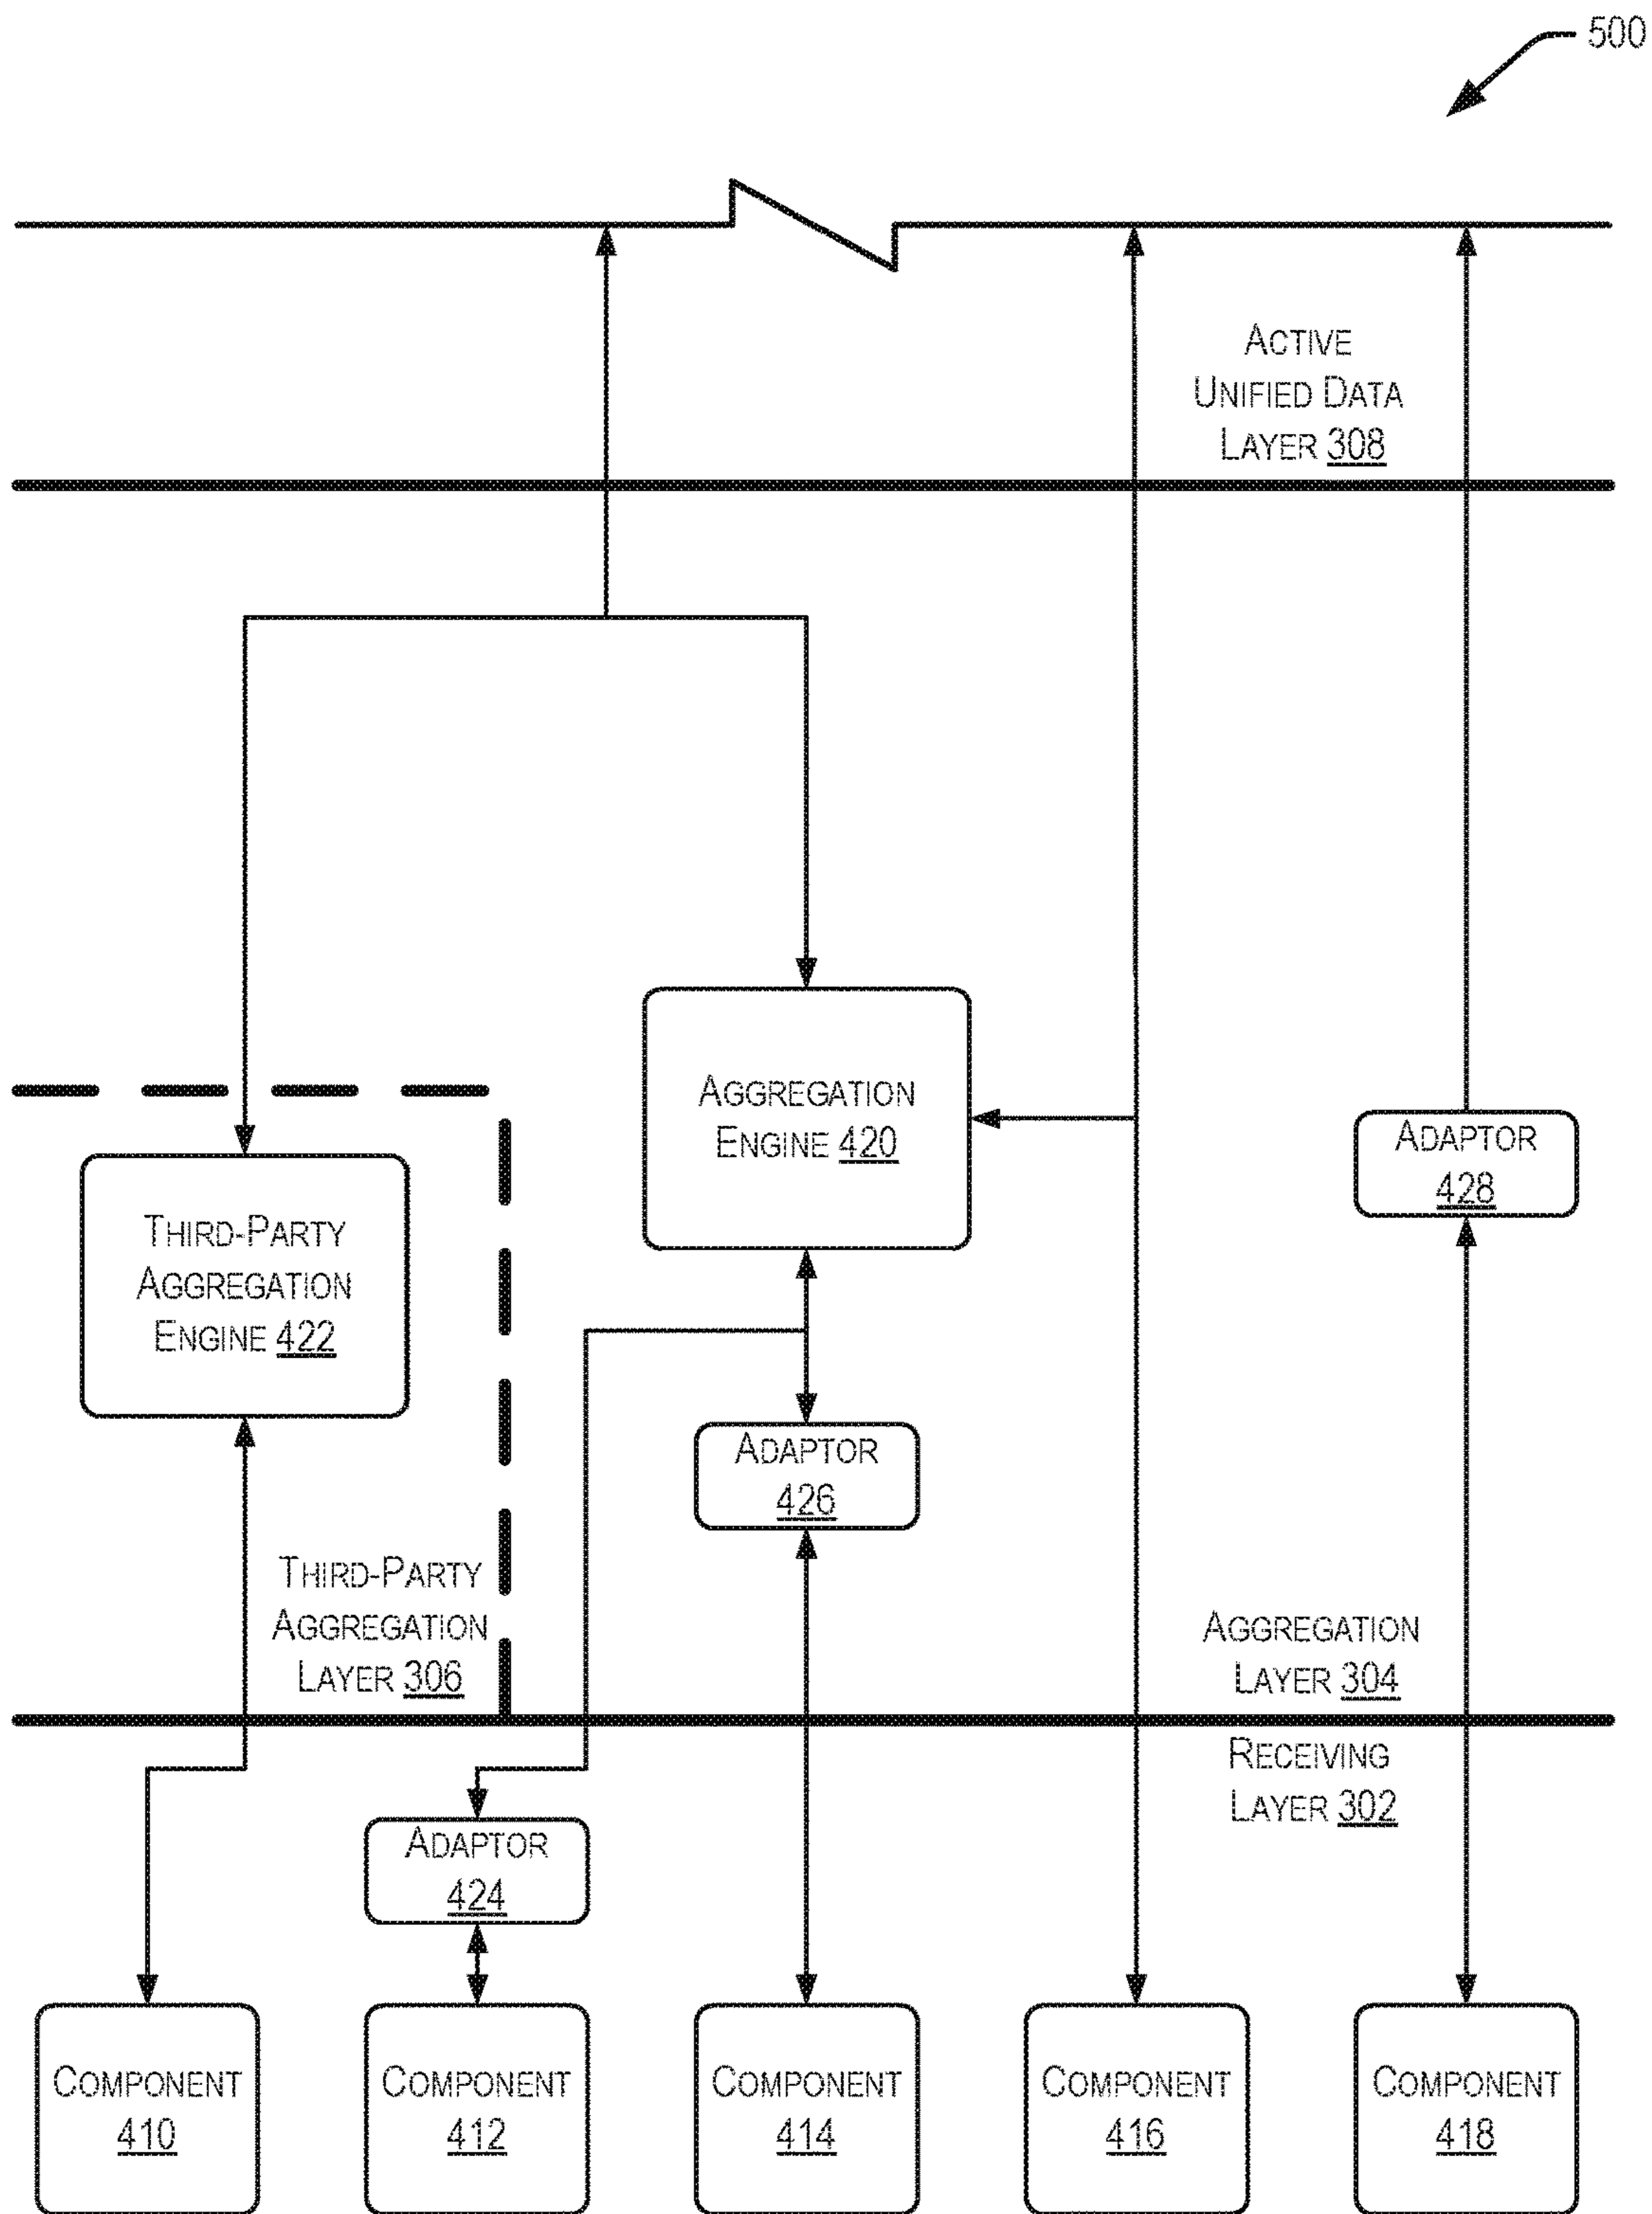 500
ACTIVE
UNIFIED DATA
LAYER 308
AGGREGATION
ENGINE 420
ADAPTOR
428
THIRD-PARTY
AGGREGATION
ENGINE 422
ADAPTOR
426
THIRD-PARTY
AGGREGATION
LAYER 306
AGGREGATION
LAYER 304
RECEIVING
LAYER 302
ADAPTOR
424
COMPONENT
410
COMPONENT
412
COMPONENT
414
COMPONENT
416
COMPONENT
418